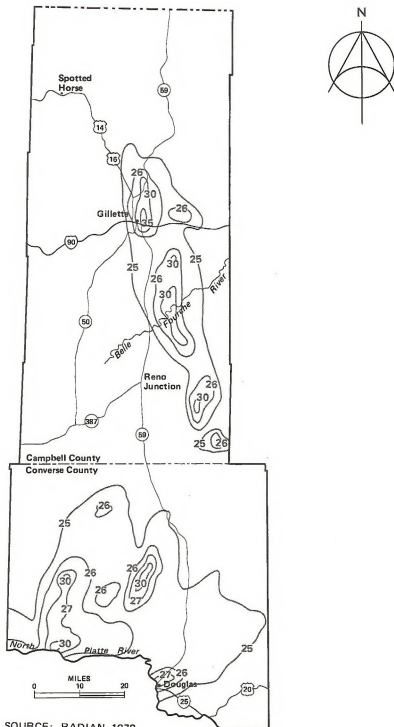 N
Spotted
Horse
59
14
16
26
30
Gillette
35
26
90
25
26
25
30
River
Fourche
Belle
50
Reno
Junction
26
30
387
59
25
26
Campbell County
Converse County
26
25
26
30
26
26
30
27
26
27
25
30
North
Platte River
MILES
0 10 20
27
26
Douglas
20
25
SOURCE: RADIAN 1979